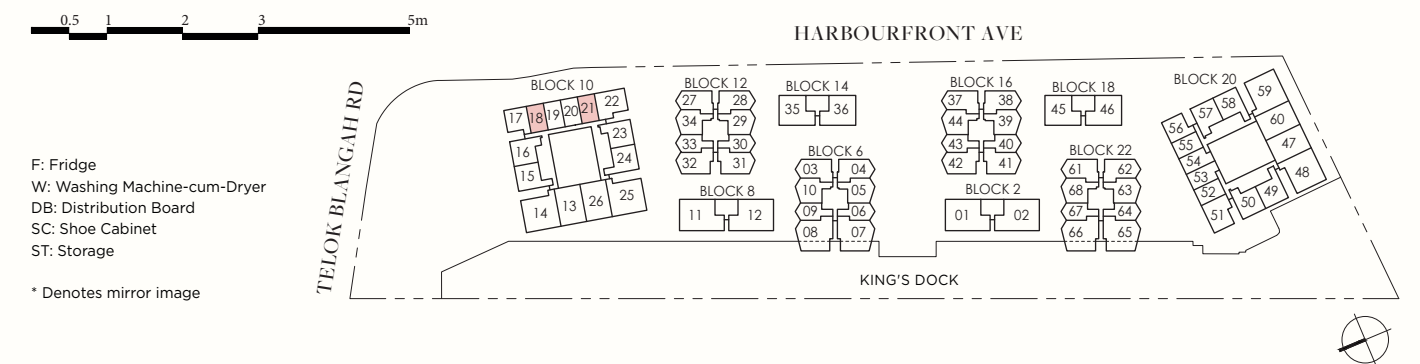 0.5 1 2 3 5m
HARBOURFRONT AVE
TELOK BLANGAH RD
F: Fridge
W: Washing Machine-cum-Dryer
DB: Distribution Board
SC: Shoe Cabinet
ST: Storage
* Denotes mirror image
BLOCK 10
17 18 19 20 21 22
16 23
15 24
14 13 26 25
BLOCK 12
27 28
34 29
33 30
32 31
BLOCK 14
35 36
BLOCK 8
11 12
BLOCK 6
03 04
10 05
09 06
08 07
BLOCK 16
37 38
44 39
43 40
42 41
BLOCK 18
45 46
BLOCK 2
01 02
BLOCK 22
61 62
68 63
67 64
66 65
BLOCK 20
56 57 58 59
55 60
54 47
53 48
52 49
51 50
KING'S DOCK